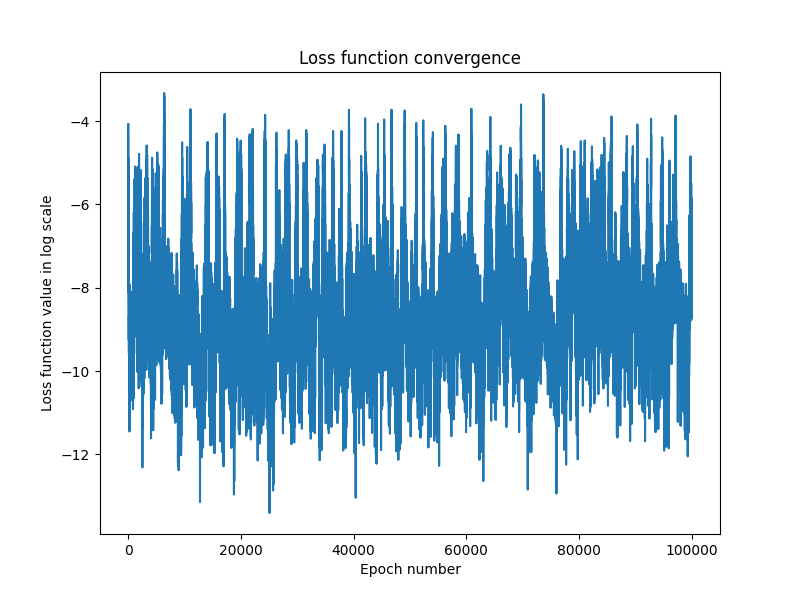 Loss function convergence
Loss function value in log scale
−4
−6
−8
−10
−12
0 20000 40000 60000 80000 100000
Epoch number